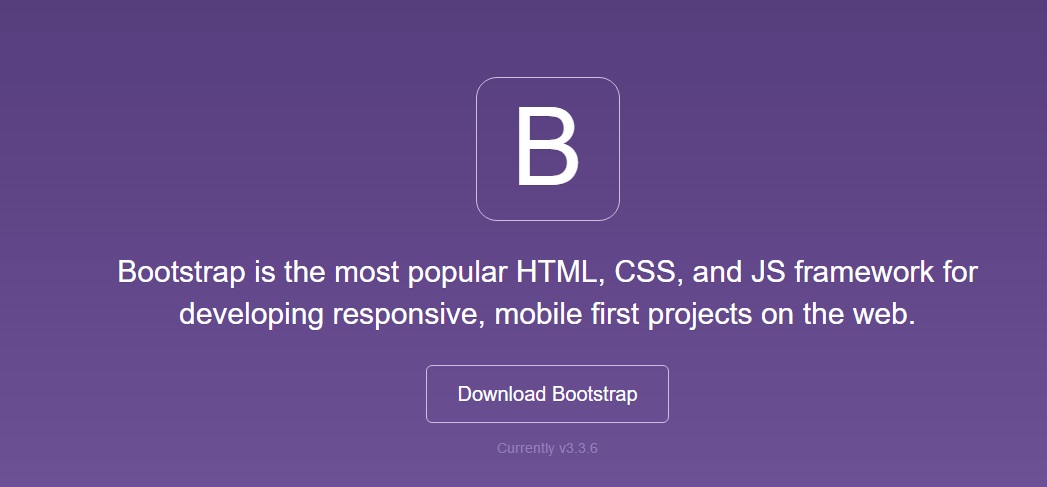 B
Bootstrap is the most popular HTML, CSS, and JS framework for
developing responsive, mobile first projects on the web.
Download Bootstrap
Currently v3.3.6